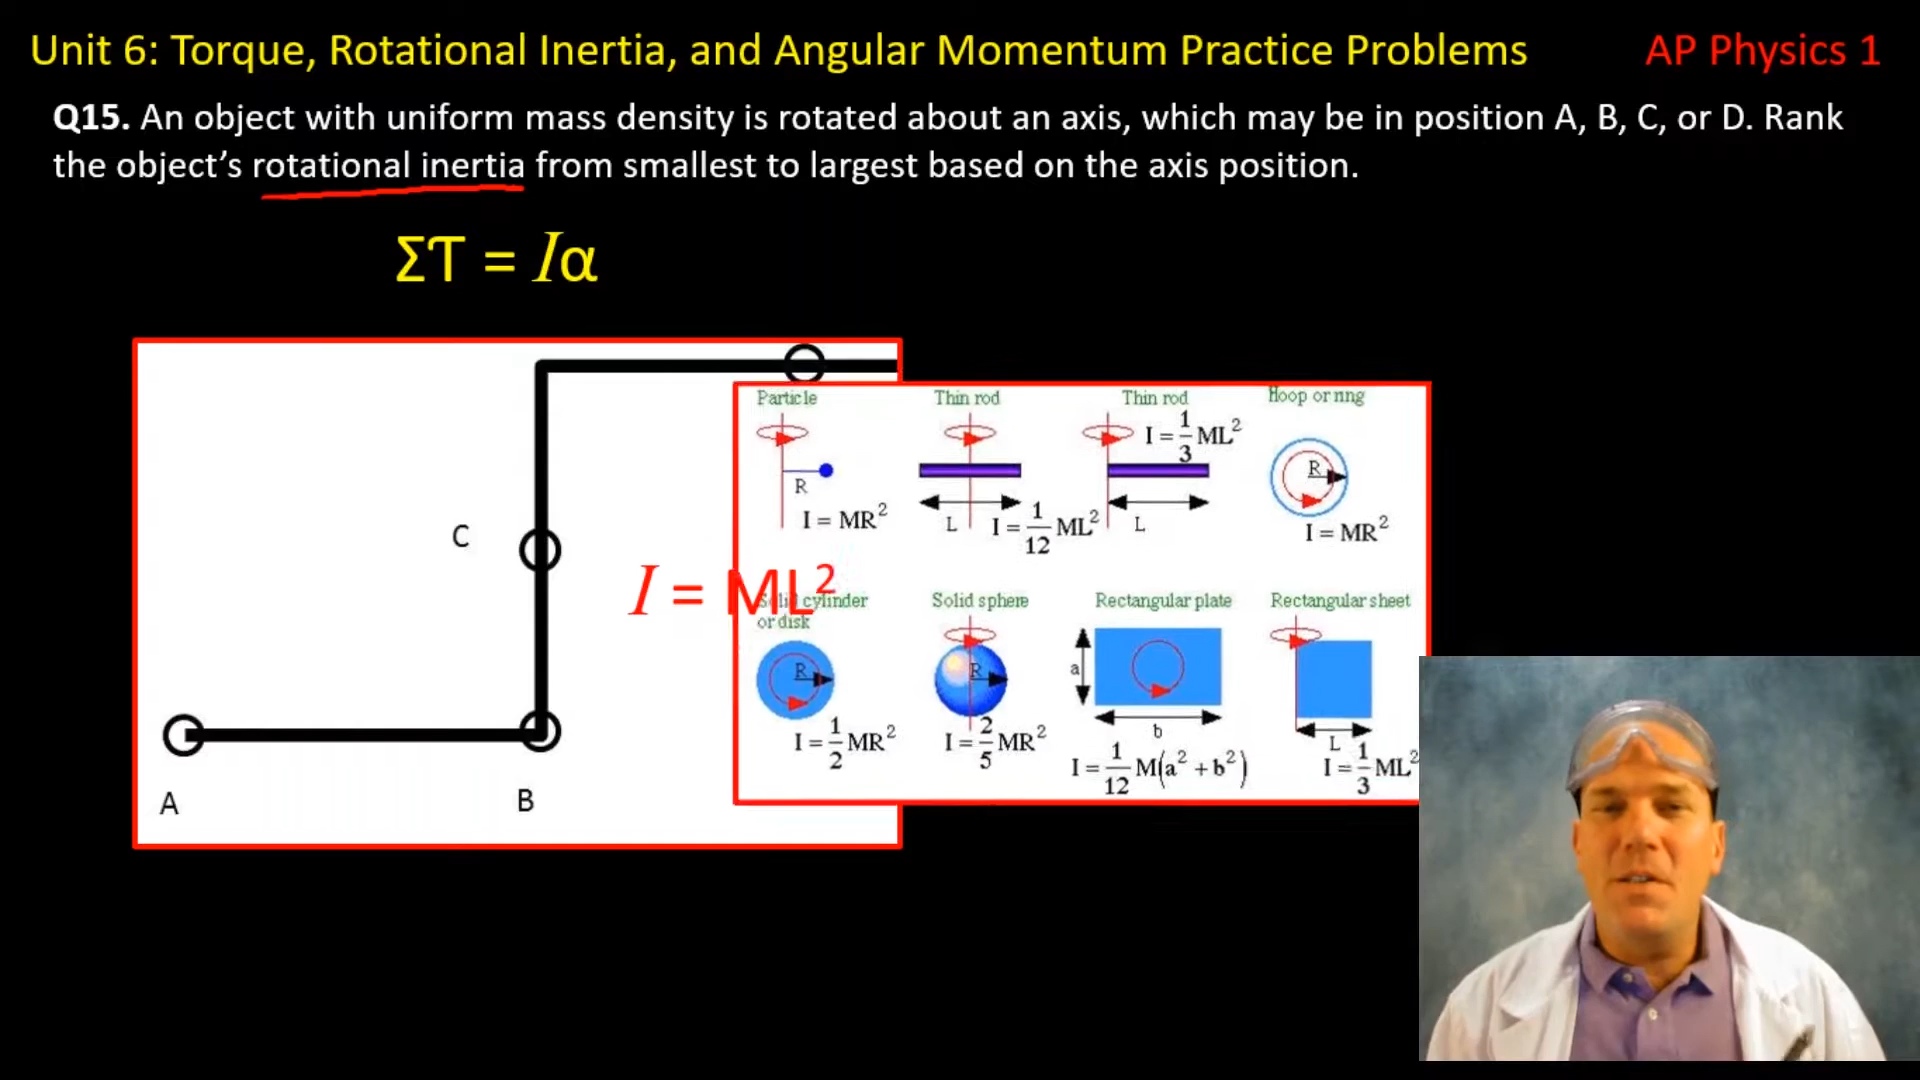 Unit 6: Torque, Rotational Inertia, and Angular Momentum Practice Problems
AP Physics 1
Q15. An object with uniform mass density is rotated about an axis, which may be in position A, B, C, or D. Rank
the object’s rotational inertia from smallest to largest based on the axis position.
ΣƬ = Iα
C
A
B
I = ML²
Particle
R
I = MR²
Thin rod
L
I = 1/12 ML²
Thin rod
I = 1/3 ML²
L
Hoop or ring
R
I = MR²
Solid cylinder
or disk
R
I = 1/2 MR²
Solid sphere
R
I = 2/5 MR²
Rectangular plate
a
b
I = 1/12 M(a² + b²)
Rectangular sheet
L
I = 1/3 ML²